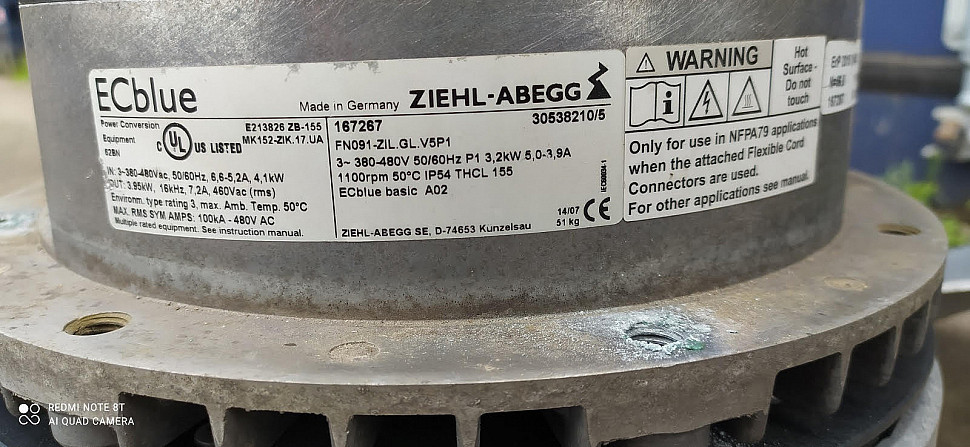 ECblue
Made in Germany ZIEHL-ABEGG
Power Conversion
Equipment
62BN
C UL US LISTED
E213826 ZB-155
MK152-ZIK.17.UA
IN: 3~380-480Vac, 50/60Hz, 6,6-5,2A, 4,1kW
OUT: 3.95kW, 16kHz, 7,2A, 460Vac (rms)
Environm. type rating 3, max. Amb. Temp. 50°C
MAX. RMS SYM AMPS: 100kA - 480V AC
Multiple rated equipment. See instruction manual.
167267 30538210/5
FN091-ZIL.GL.V5P1
3~ 380-480V 50/60Hz P1 3,2kW 5,0-3,9A
1100rpm 50°C IP54 THCL 155
ECblue basic A02
14/07
51 kg
CE
ZIEHL-ABEGG SE, D-74653 Kunzelsau
WARNING
Hot
Surface -
Do not
touch
Only for use in NFPA79 applications
when the attached Flexible Cord
Connectors are used.
For other applications see manual.
ErP
167267
REDMI NOTE 8T
AI QUAD CAMERA